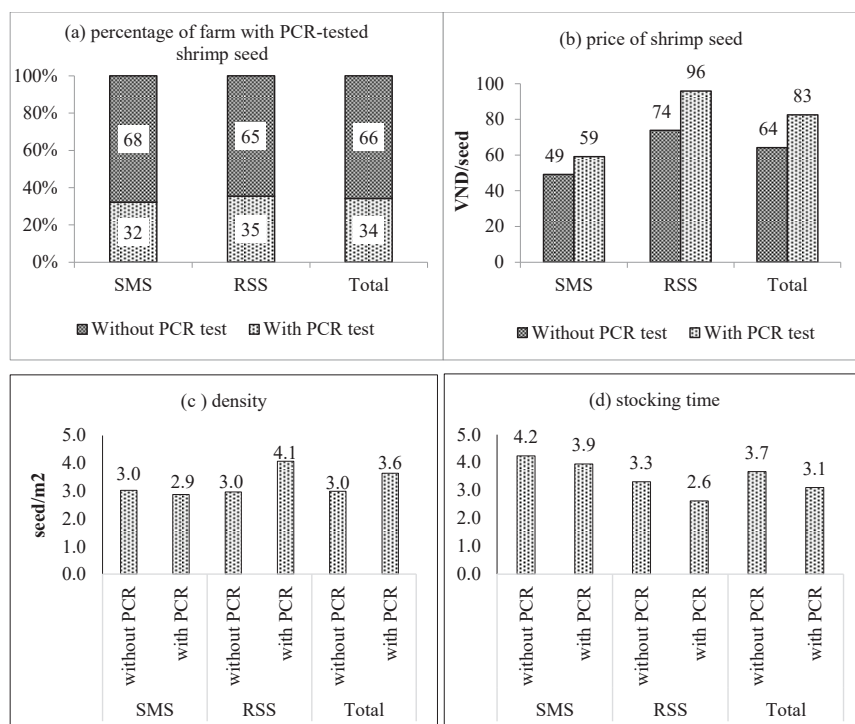 (a) percentage of farm with PCR-tested
shrimp seed
100%
80%
60%
40%
20%
0%
68
65
66
32
35
34
SMS
RSS
Total
Without PCR test
With PCR test
(b) price of shrimp seed
VND/seed
100
80
60
40
20
0
49
59
74
96
64
83
SMS
RSS
Total
Without PCR test
With PCR test
(c ) density
seed/m2
5.0
4.0
3.0
2.0
1.0
0.0
3.0
2.9
3.0
4.1
3.0
3.6
without PCR
with PCR
without PCR
with PCR
without PCR
with PCR
SMS
RSS
Total
(d) stocking time
5.0
4.0
3.0
2.0
1.0
0.0
4.2
3.9
3.3
2.6
3.7
3.1
without PCR
with PCR
without PCR
with PCR
without PCR
with PCR
SMS
RSS
Total